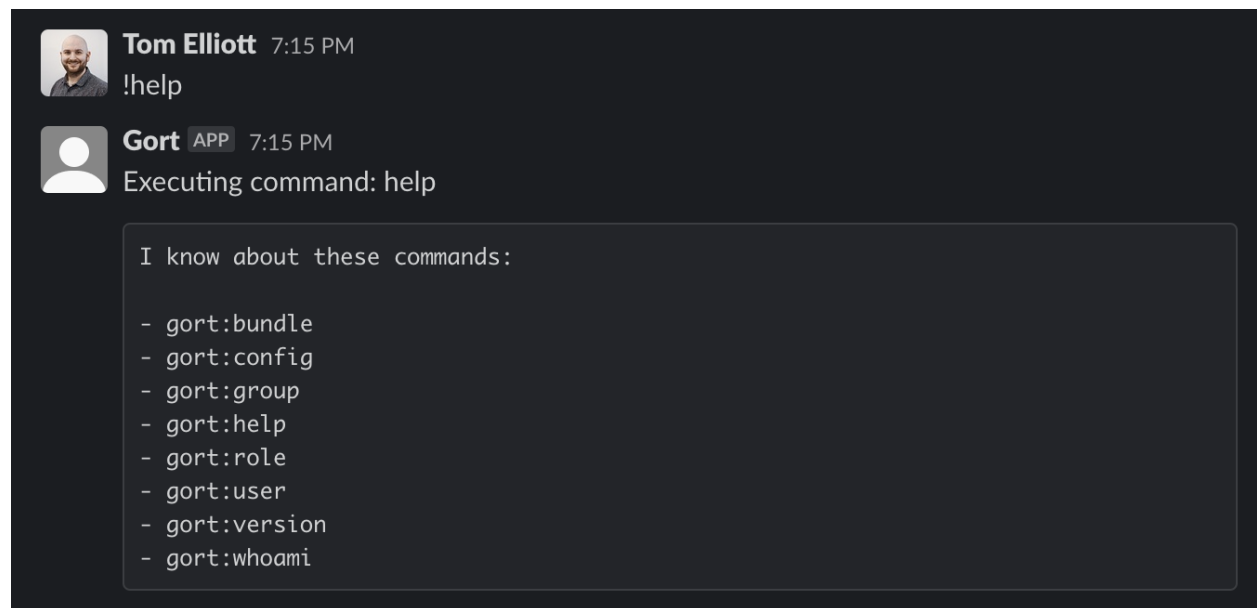 Tom Elliott 7:15 PM
!help
Gort APP 7:15 PM
Executing command: help
I know about these commands:
- gort:bundle
- gort:config
- gort:group
- gort:help
- gort:role
- gort:user
- gort:version
- gort:whoami